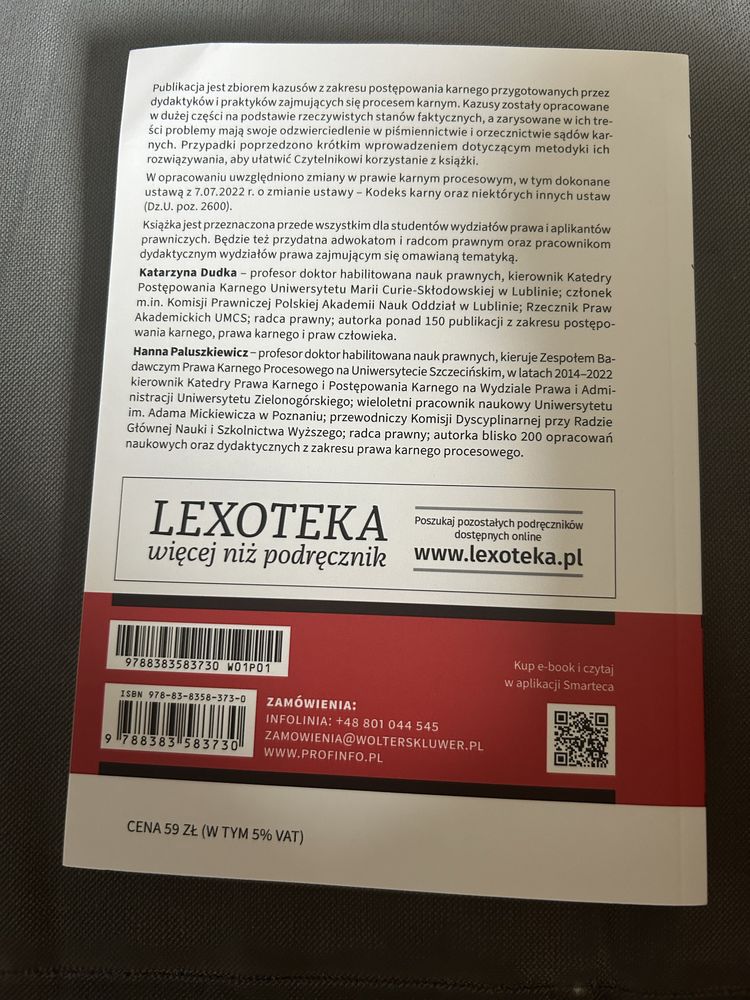 Publikacja jest zbiorem kazusów z zakresu postępowania karnego przygotowanych przez
dydaktyków i praktyków zajmujących się procesem karnym. Kazusy zostały opracowane
w dużej części na podstawie rzeczywistych stanów faktycznych, a zarysowane w ich tre-
ści problemy mają swoje odzwierciedlenie w piśmiennictwie i orzecznictwie sądów kar-
nych. Przypadki poprzedzono krótkim wprowadzeniem dotyczącym metodyki ich
rozwiązywania, aby ułatwić Czytelnikowi korzystanie z książki.
W opracowaniu uwzględniono zmiany w prawie karnym procesowym, w tym dokonane
ustawą z 7.07.2022 r. o zmianie ustawy – Kodeks karny oraz niektórych innych ustaw
(Dz.U. poz. 2600).
Książka jest przeznaczona przede wszystkim dla studentów wydziałów prawa i aplikantów
prawniczych. Będzie też przydatna adwokatom i radcom prawnym oraz pracownikom
dydaktycznym wydziałów prawa zajmującym się omawianą tematyką.
Katarzyna Dudka – profesor doktor habilitowana nauk prawnych, kierownik Katedry
Postępowania Karnego Uniwersytetu Marii Curie-Skłodowskiej w Lublinie; członek
m.in. Komisji Prawniczej Polskiej Akademii Nauk Oddział w Lublinie; Rzecznik Praw
Akademickich UMCS; radca prawny; autorka ponad 150 publikacji z zakresu postępo-
wania karnego, prawa karnego i praw człowieka.
Hanna Paluszkiewicz – profesor doktor habilitowana nauk prawnych, kieruje Zespołem Ba-
dawczym Prawa Karnego Procesowego na Uniwersytecie Szczecińskim, w latach 2014–2022
kierownik Katedry Prawa Karnego i Postępowania Karnego na Wydziale Prawa i Admi-
nistracji Uniwersytetu Zielonogórskiego; wieloletni pracownik naukowy Uniwersytetu
im. Adama Mickiewicza w Poznaniu; przewodniczy Komisji Dyscyplinarnej przy Radzie
Głównej Nauki i Szkolnictwa Wyższego; radca prawny; autorka blisko 200 opracowań
naukowych oraz dydaktycznych z zakresu prawa karnego procesowego.
LEXOTEKA
więcej niż podręcznik
Poszukaj pozostałych podręczników
dostępnych online
www.lexoteka.pl
9788383583730 W01P01
ISBN 978-83-8358-373-0
9 788383 583730
ZAMÓWIENIA:
INFOLINIA: +48 801 044 545
ZAMOWIENIA@WOLTERSKLUWER.PL
WWW.PROFINFO.PL
Kup e-book i czytaj
w aplikacji Smarteca
CENA 59 ZŁ (W TYM 5% VAT)